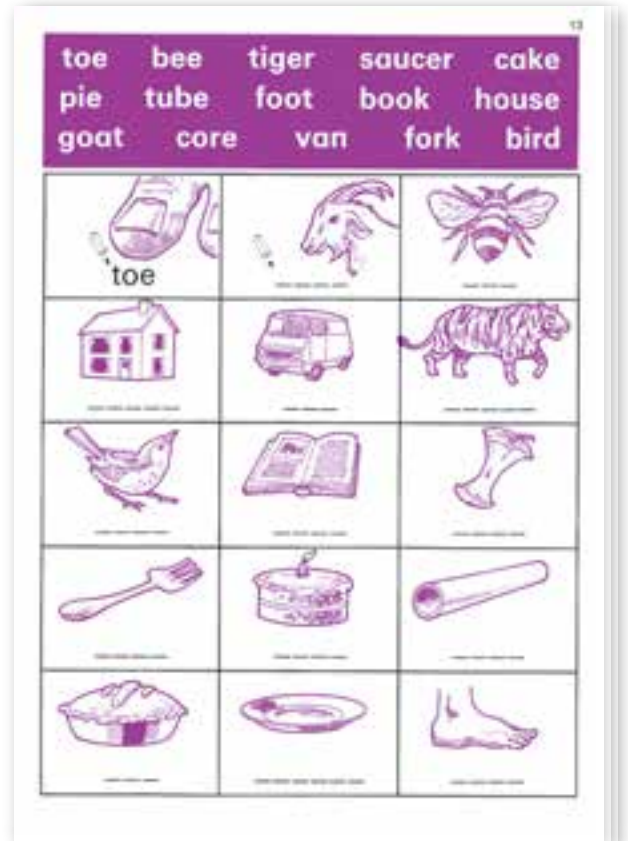 13
toe bee tiger saucer cake
pie tube foot book house
goat core van fork bird
toe